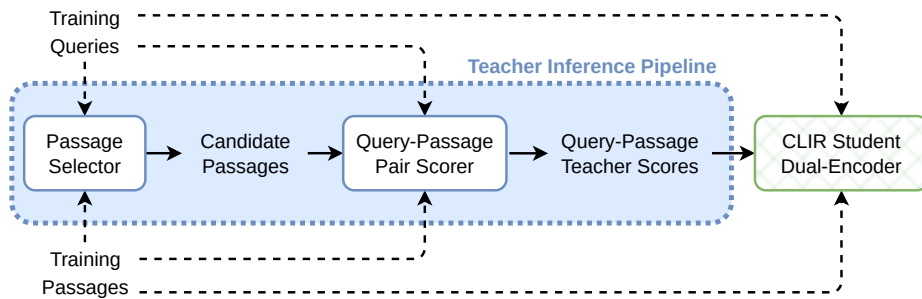 Training
Queries
Teacher Inference Pipeline
Passage
Selector
Candidate
Passages
Query-Passage
Pair Scorer
Query-Passage
Teacher Scores
CLIR Student
Dual-Encoder
Training
Passages